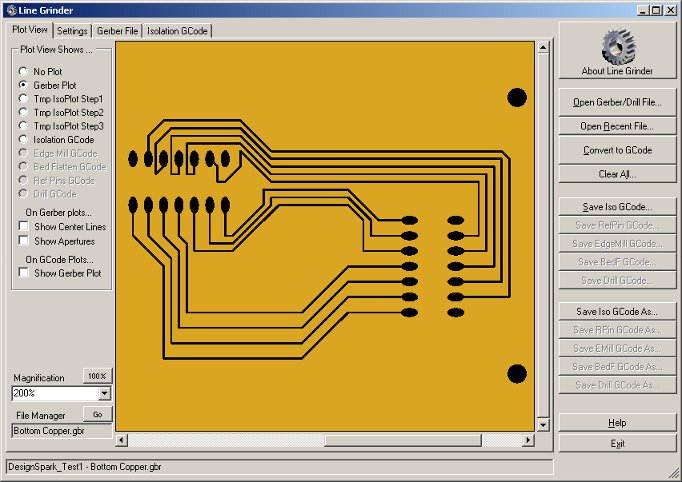 Line Grinder
Plot View Settings Gerber File Isolation GCode
Plot View Shows ...
No Plot
Gerber Plot
Tmp IsoPlot Step1
Tmp IsoPlot Step2
Tmp IsoPlot Step3
Isolation GCode
Edge Mill GCode
Bed Flatten GCode
Ref Pins GCode
Drill GCode
On Gerber plots...
Show Center Lines
Show Apertures
On GCode Plots...
Show Gerber Plot
Magnification 100%
200%
File Manager Go
Bottom Copper.gbr
About Line Grinder
Open Gerber/Drill File...
Open Recent File...
Convert to GCode
Clear All...
Save Iso GCode...
Save RefPin GCode...
Save EdgeMill GCode...
Save BedF GCode...
Save Drill GCode...
Save Iso GCode As...
Save RPin GCode As...
Save EMill GCode As...
Save BedF GCode As...
Save Drill GCode As...
Help
Exit
DesignSpark_Test1 - Bottom Copper.gbr